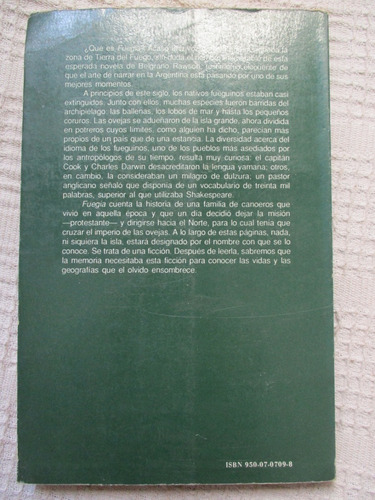 ¿Qué es Fuegia?
zona de Tierra del Fuego, sin duda el
esperada novela de Belgrano Rawson, testimonio elocuente de
que el arte de narrar en la Argentina está pasando por uno de sus
mejores momentos.
A principios de este siglo, los nativos fueguinos estaban casi
extinguidos. Junto con ellos, muchas especies fueron barridas del
archipiélago: las ballenas, los lobos de mar y hasta los pequeños
coruros. Las ovejas se adueñaron de la isla grande, ahora dividida
en potreros cuyos límites, como alguien ha dicho, parecían más
propios de un país que de una estancia. La diversidad acerca del
idioma de los fueguinos, uno de los pueblos más asediados por
los antropólogos de su tiempo, resulta muy curiosa: el capitán
Cook y Charles Darwin desacreditaron la lengua yamana; otros,
en cambio, la consideraban un milagro de dulzura; un pastor
anglicano señaló que disponía de un vocabulario de treinta mil
palabras, superior al que utilizaba Shakespeare.
Fuegia cuenta la historia de una familia de canoeros que
vivió en aquella época y que un día decidió dejar la misión
—protestante— y dirigirse hacia el Norte, para lo cual tenía que
cruzar el imperio de las ovejas. A lo largo de estas páginas, nada,
ni siquiera la isla, estará designado por el nombre con que se lo
conoce. Se trata de una ficción. Después de leerla, sabremos que
la memoria necesitaba esta ficción para conocer las vidas y las
geografías que el olvido ensombrece.
ISBN 950-07-0709-8